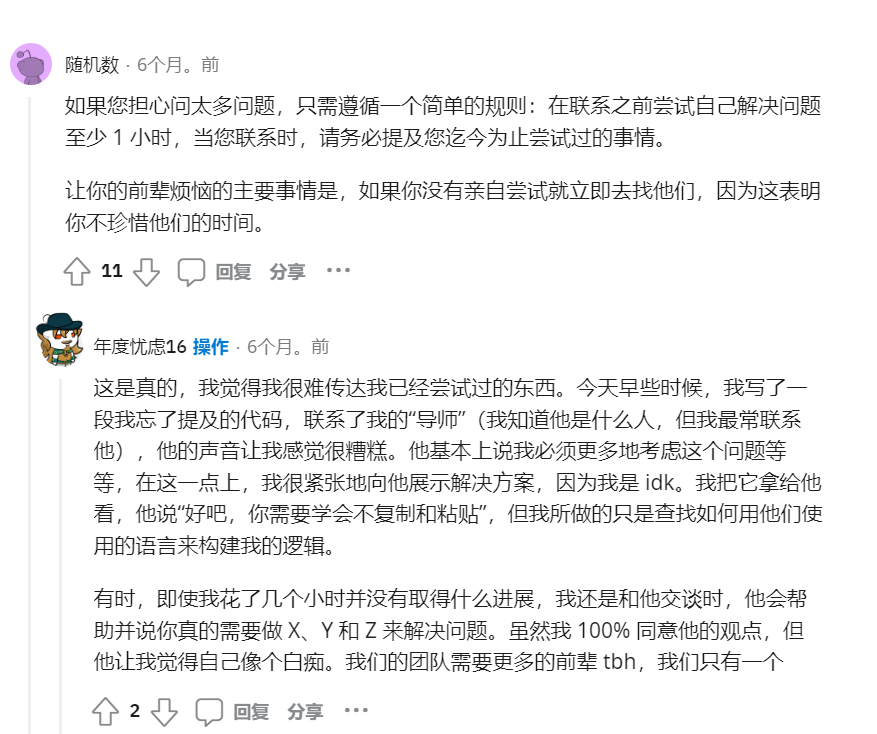 随机数 · 6个月。前
如果您担心问太多问题，只需遵循一个简单的规则：在联系之前尝试自己解决问题
至少 1 小时，当您联系时，请务必提及您迄今为止尝试过的事情。
让你的前辈烦恼的主要事情是，如果你没有亲自尝试就立即去找他们，因为这表明
你不珍惜他们的时间。
11 回复 分享 ···
年度忧虑16 操作 · 6个月。前
这是真的，我觉得我很难传达我已经尝试过的东西。今天早些时候，我写了一
段我忘了提及的代码，联系了我的“导师”（我知道他是什么人，但我最常联系
他），他的声音让我感觉很糟糕。他基本上说我必须更多地考虑这个问题等
等，在这一点上，我很紧张地向他展示解决方案，因为我是 idk。我把它拿给他
看，他说“好吧，你需要学会不复制和粘贴”，但我所做的只是查找如何用他们使
用的语言来构建我的逻辑。
有时，即使我花了几个小时并没有取得什么进展，我还是和他交谈时，他会帮
助并说你真的需要做 X、Y 和 Z 来解决问题。虽然我 100% 同意他的观点，但
他让我觉得自己像个白痴。我们的团队需要更多的前辈 tbh，我们只有一个
2 回复 分享 ···